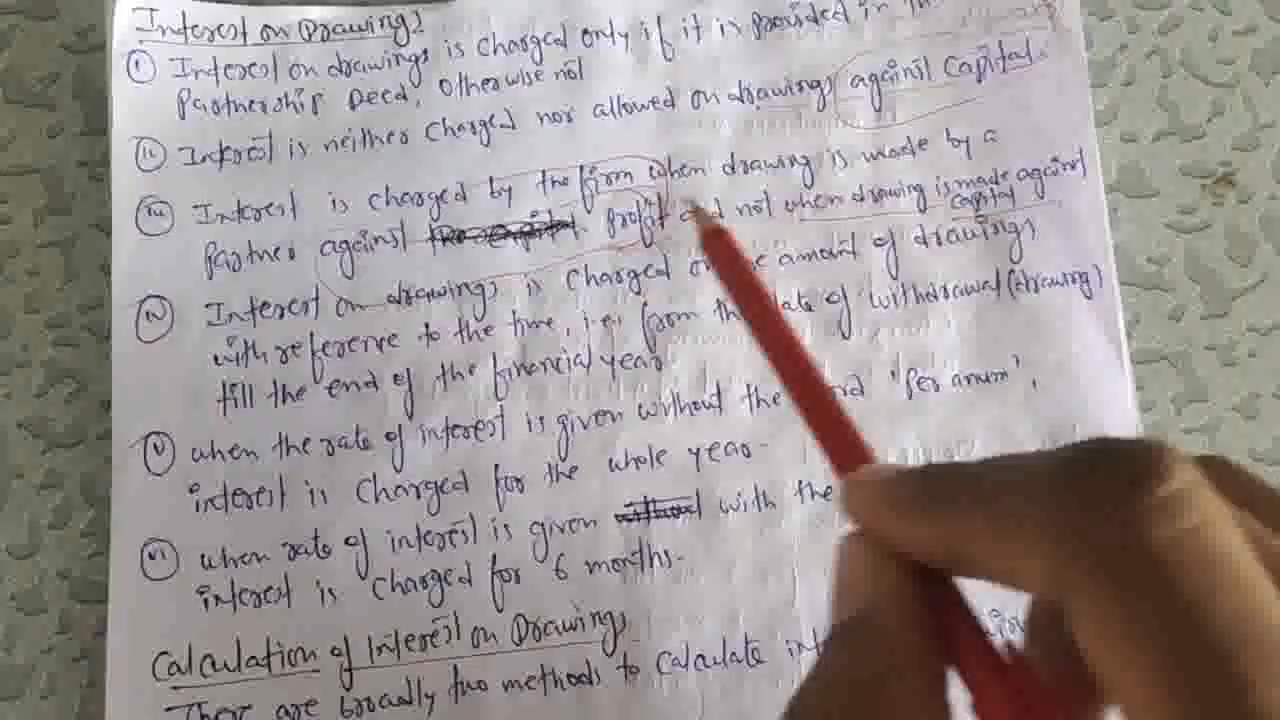 Interest on Drawings
(i) Interest on drawings is charged only if it is provided in
Partnership Deed, otherwise not
(ii) Interest is neither charged nor allowed on drawings against capital.
(iii) Interest is charged by the firm when drawing is made by a
Partner against profit and not when drawing is made against
capital
(iv) Interest on drawings is charged on the amount of drawings
with reference to the time, i.e. from the date of withdrawal (drawing)
till the end of the financial year.
(v) when the rate of interest is given without the word 'Per anum',
interest is charged for the whole year.
(vi) when rate of interest is given with the
interest is charged for 6 months.
Calculation of Interest on Drawings
There are broadly two methods to calculate